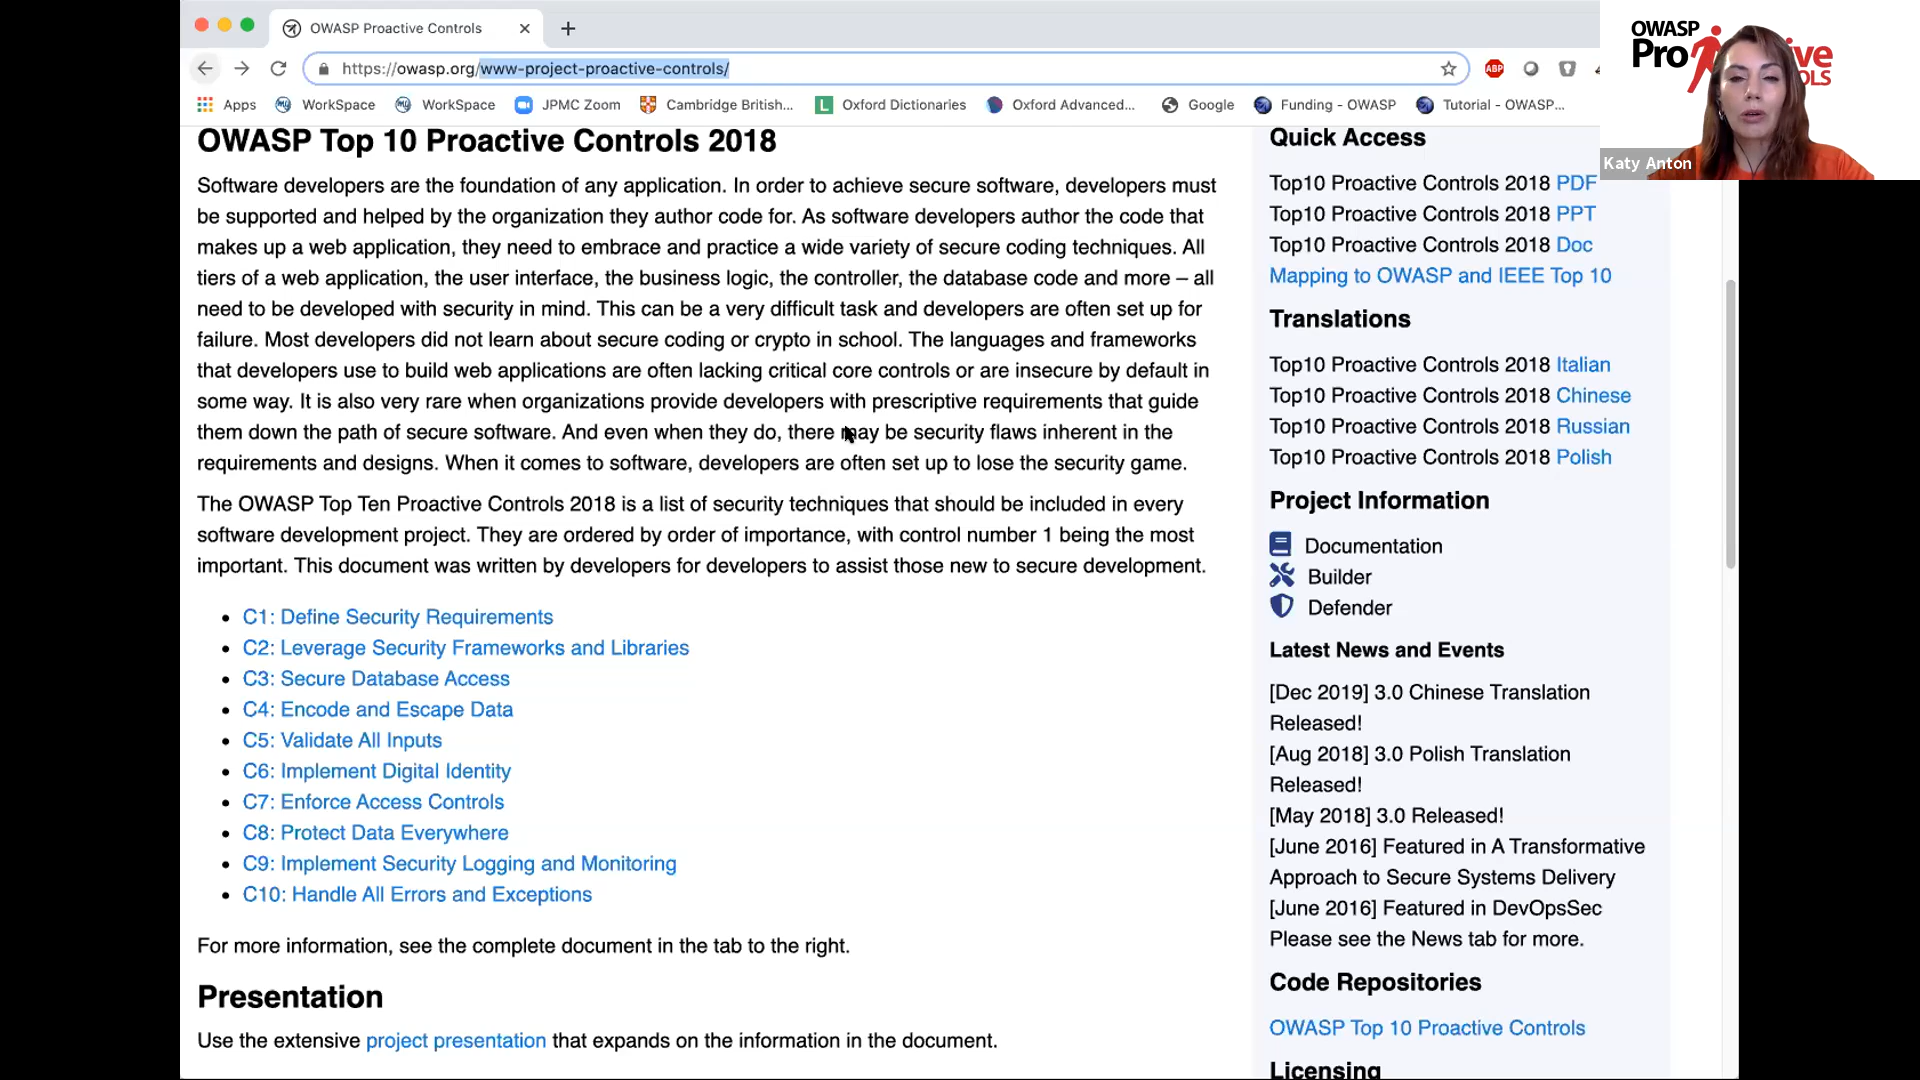 OWASP Proactive Controls
https://owasp.org/www-project-proactive-controls/
ABP
Apps
WorkSpace
WorkSpace
JPMC Zoom
Cambridge British...
L
Oxford Dictionaries
Oxford Advanced...
Google
Funding - OWASP
Tutorial - OWASP...
OWASP
Katy Anton
OWASP Top 10 Proactive Controls 2018
Software developers are the foundation of any application. In order to achieve secure software, developers must
be supported and helped by the organization they author code for. As software developers author the code that
makes up a web application, they need to embrace and practice a wide variety of secure coding techniques. All
tiers of a web application, the user interface, the business logic, the controller, the database code and more – all
need to be developed with security in mind. This can be a very difficult task and developers are often set up for
failure. Most developers did not learn about secure coding or crypto in school. The languages and frameworks
that developers use to build web applications are often lacking critical core controls or are insecure by default in
some way. It is also very rare when organizations provide developers with prescriptive requirements that guide
them down the path of secure software. And even when they do, there may be security flaws inherent in the
requirements and designs. When it comes to software, developers are often set up to lose the security game.
The OWASP Top Ten Proactive Controls 2018 is a list of security techniques that should be included in every
software development project. They are ordered by order of importance, with control number 1 being the most
important. This document was written by developers for developers to assist those new to secure development.
C1: Define Security Requirements
C2: Leverage Security Frameworks and Libraries
C3: Secure Database Access
C4: Encode and Escape Data
C5: Validate All Inputs
C6: Implement Digital Identity
C7: Enforce Access Controls
C8: Protect Data Everywhere
C9: Implement Security Logging and Monitoring
C10: Handle All Errors and Exceptions
For more information, see the complete document in the tab to the right.
Presentation
Use the extensive project presentation that expands on the information in the document.
Quick Access
Top10 Proactive Controls 2018 PDF
Top10 Proactive Controls 2018 PPT
Top10 Proactive Controls 2018 Doc
Mapping to OWASP and IEEE Top 10
Translations
Top10 Proactive Controls 2018 Italian
Top10 Proactive Controls 2018 Chinese
Top10 Proactive Controls 2018 Russian
Top10 Proactive Controls 2018 Polish
Project Information
Documentation
Builder
Defender
Latest News and Events
[Dec 2019] 3.0 Chinese Translation
Released!
[Aug 2018] 3.0 Polish Translation
Released!
[May 2018] 3.0 Released!
[June 2016] Featured in A Transformative
Approach to Secure Systems Delivery
[June 2016] Featured in DevOpsSec
Please see the News tab for more.
Code Repositories
OWASP Top 10 Proactive Controls
Licensing